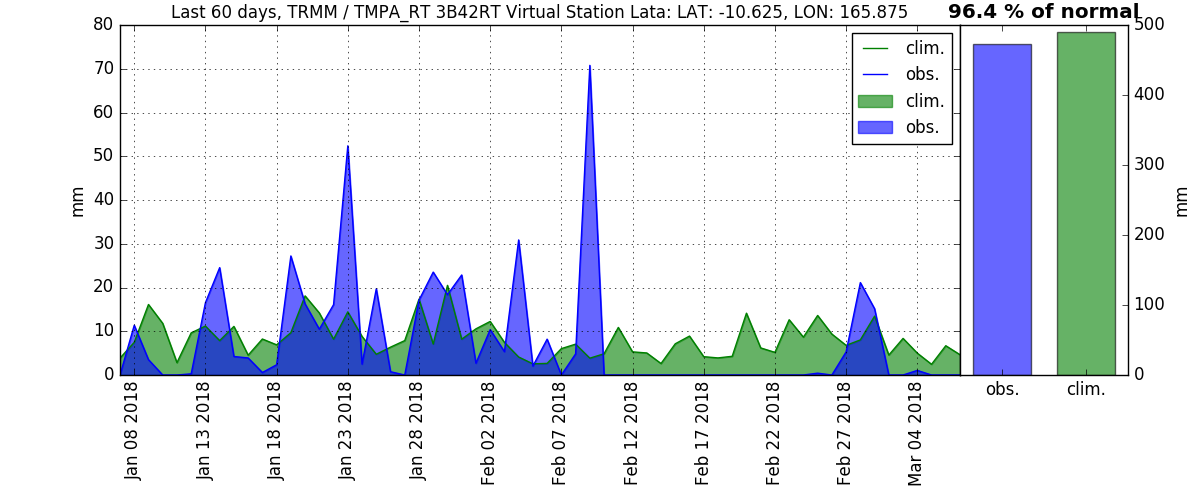 Last 60 days, TRMM / TMPA_RT 3B42RT Virtual Station Lata: LAT: -10.625, LON: 165.875
96.4 % of normal
80
70
60
50
40
30
20
10
0
mm
clim.
obs.
clim.
obs.
Jan 08 2018
Jan 13 2018
Jan 18 2018
Jan 23 2018
Jan 28 2018
Feb 02 2018
Feb 07 2018
Feb 12 2018
Feb 17 2018
Feb 22 2018
Feb 27 2018
Mar 04 2018
500
400
300
200
100
0
mm
obs.
clim.